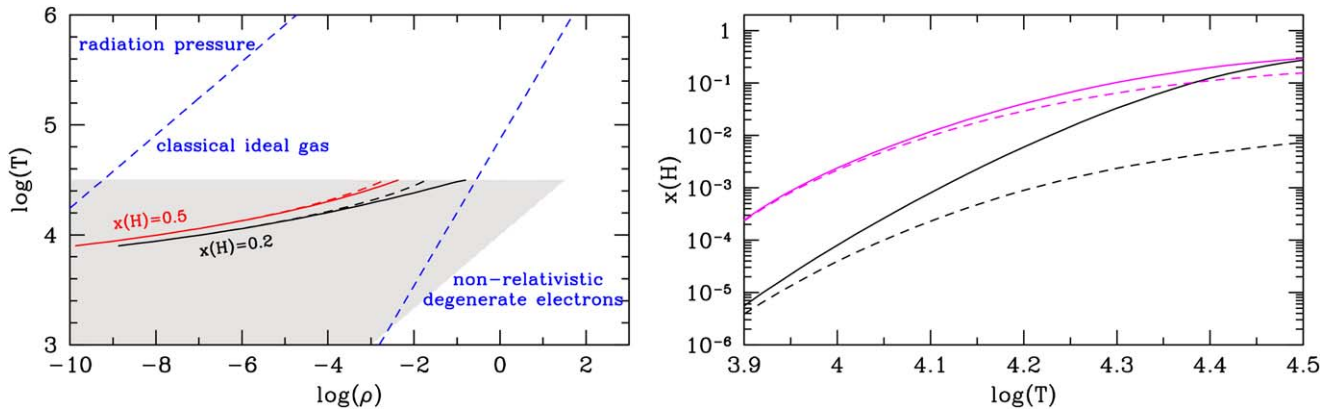 6
radiation pressure
5
classical ideal gas
log(T)
x(H)=0.5
4
x(H)=0.2
non−relativistic
degenerate electrons
3
−10 −8 −6 −4 −2 0 2
log(ρ)
1
10⁻¹
10⁻²
x(H)
10⁻³
10⁻⁴
10⁻⁵
10⁻⁶
3.9 4 4.1 4.2 4.3 4.4 4.5
log(T)